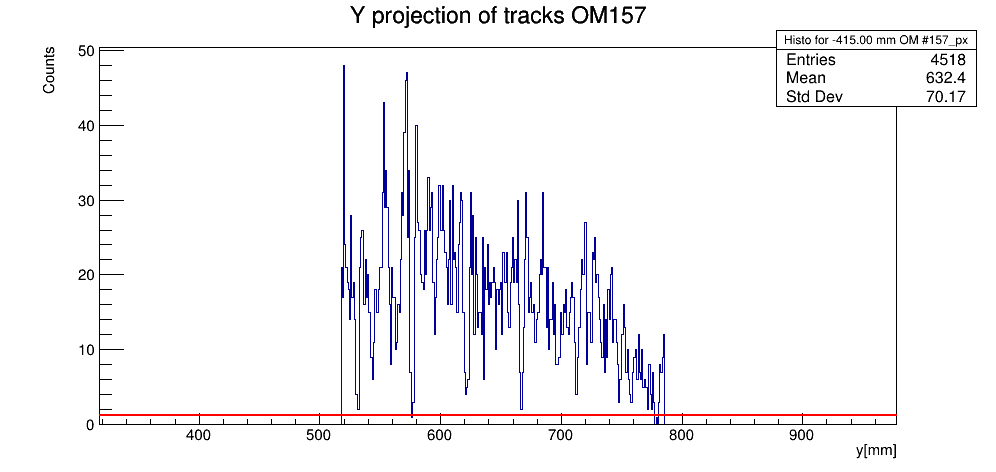 Y projection of tracks OM157
Histo for -415.00 mm OM #157_px
Entries 4518
Mean 632.4
Std Dev 70.17
Counts
50
40
30
20
10
0
400 500 600 700 800 900
y[mm]